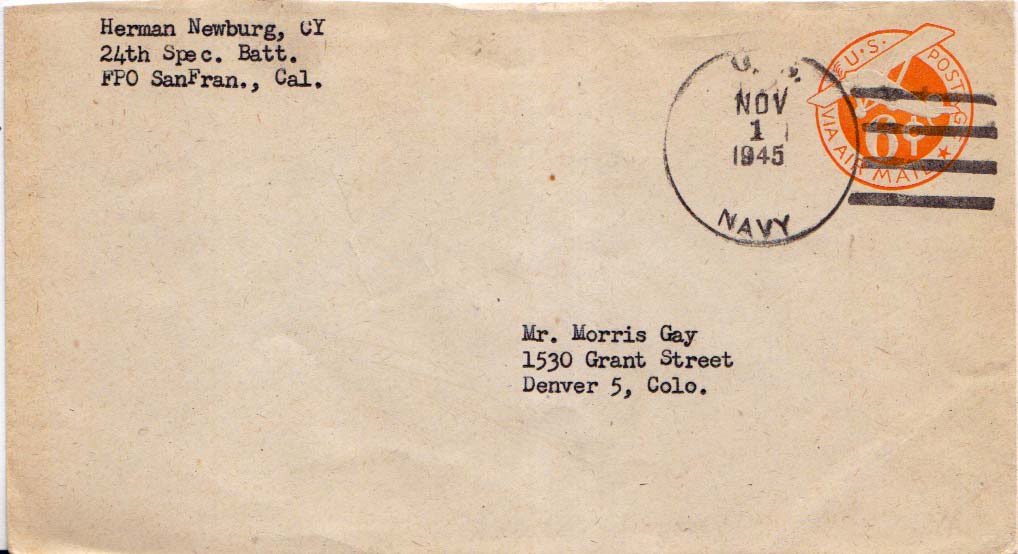 Herman Newburg, CY
24th Spec. Batt.
FPO SanFran., Cal.
U.S. POSTAGE
VIA AIR MAIL
6¢
U.S.
NOV
1
1945
NAVY
Mr. Morris Gay
1530 Grant Street
Denver 5, Colo.